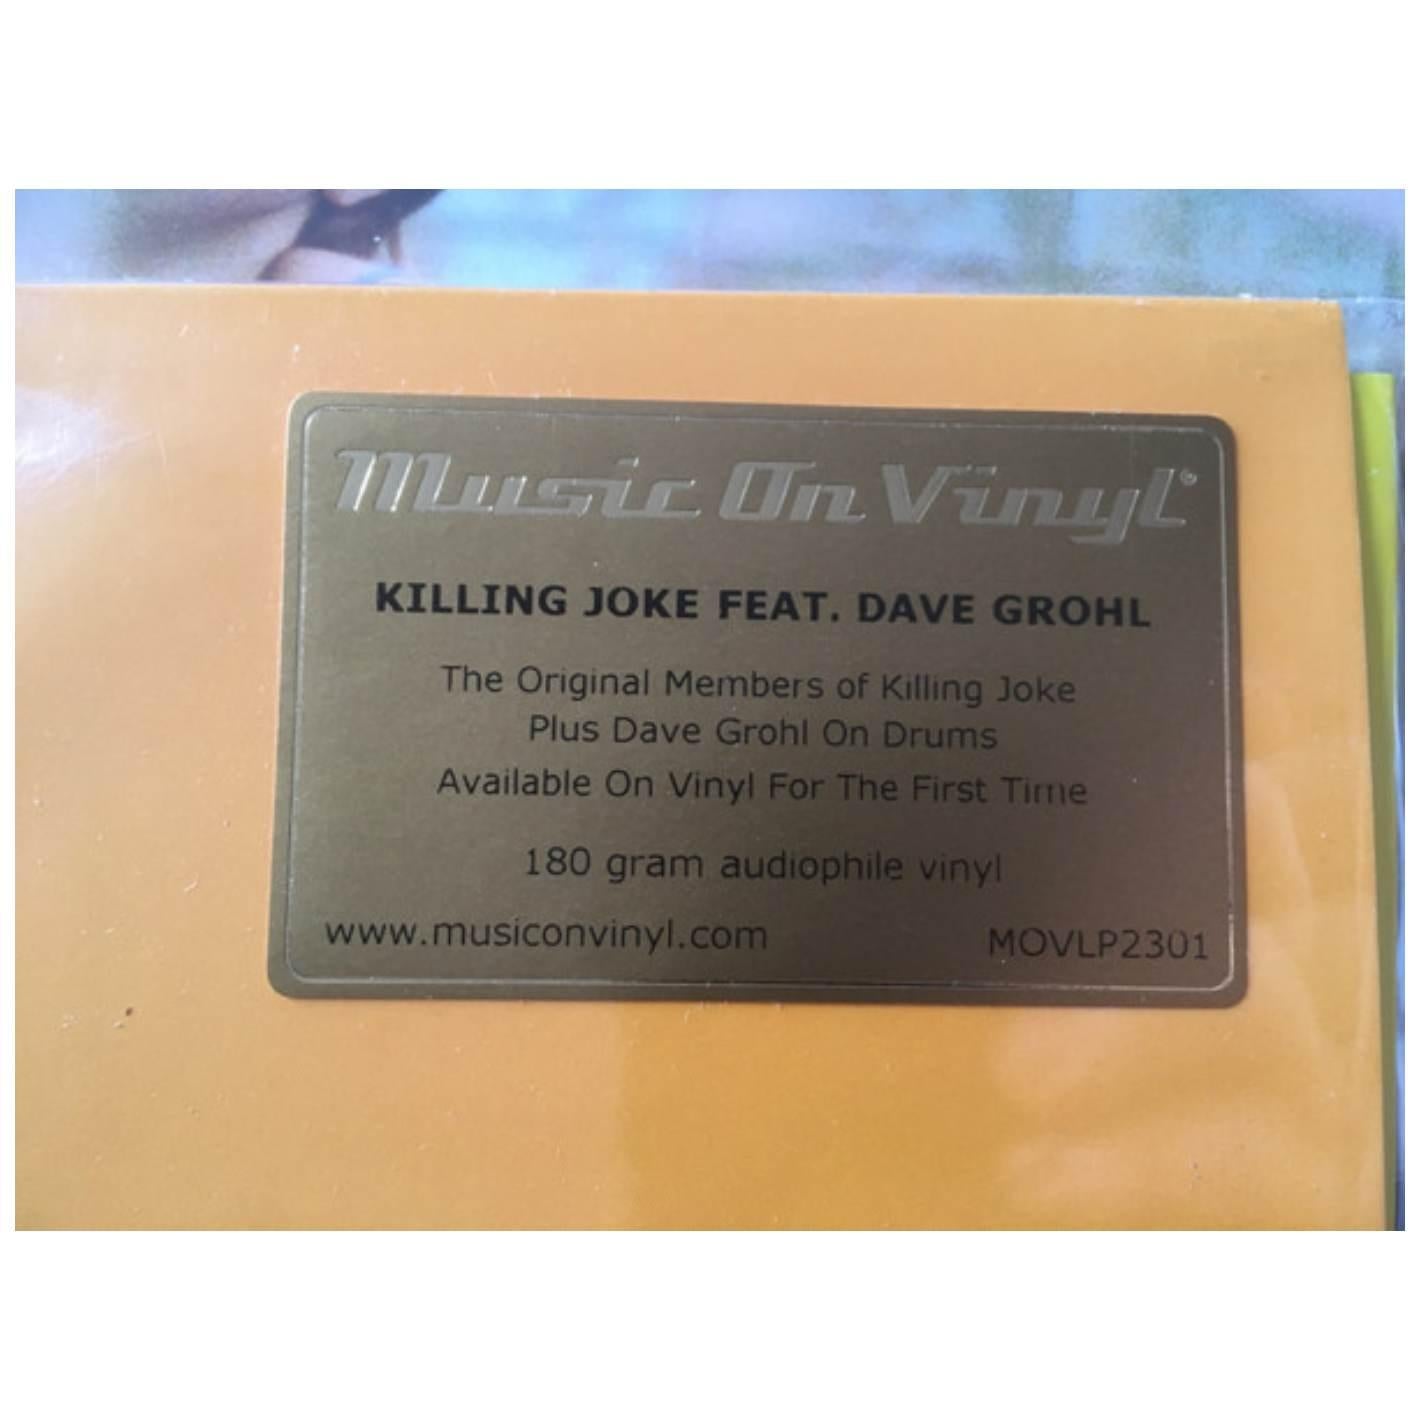 Music On Vinyl®
KILLING JOKE FEAT. DAVE GROHL
The Original Members of Killing Joke
Plus Dave Grohl On Drums
Available On Vinyl For The First Time
180 gram audiophile vinyl
www.musiconvinyl.com MOVLP2301